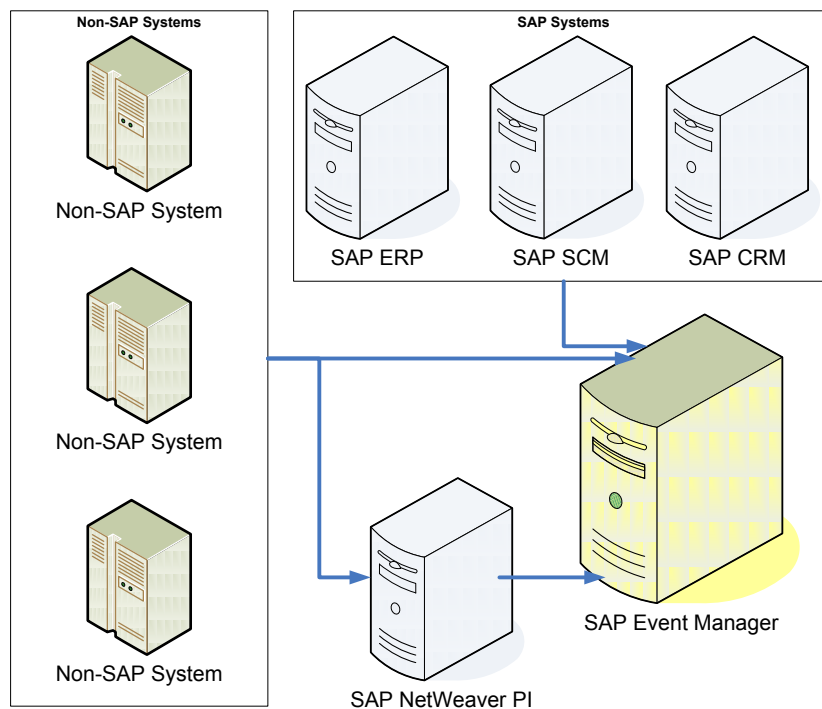 Non-SAP Systems
Non-SAP System
Non-SAP System
Non-SAP System
SAP Systems
SAP ERP
SAP SCM
SAP CRM
SAP Event Manager
SAP NetWeaver PI